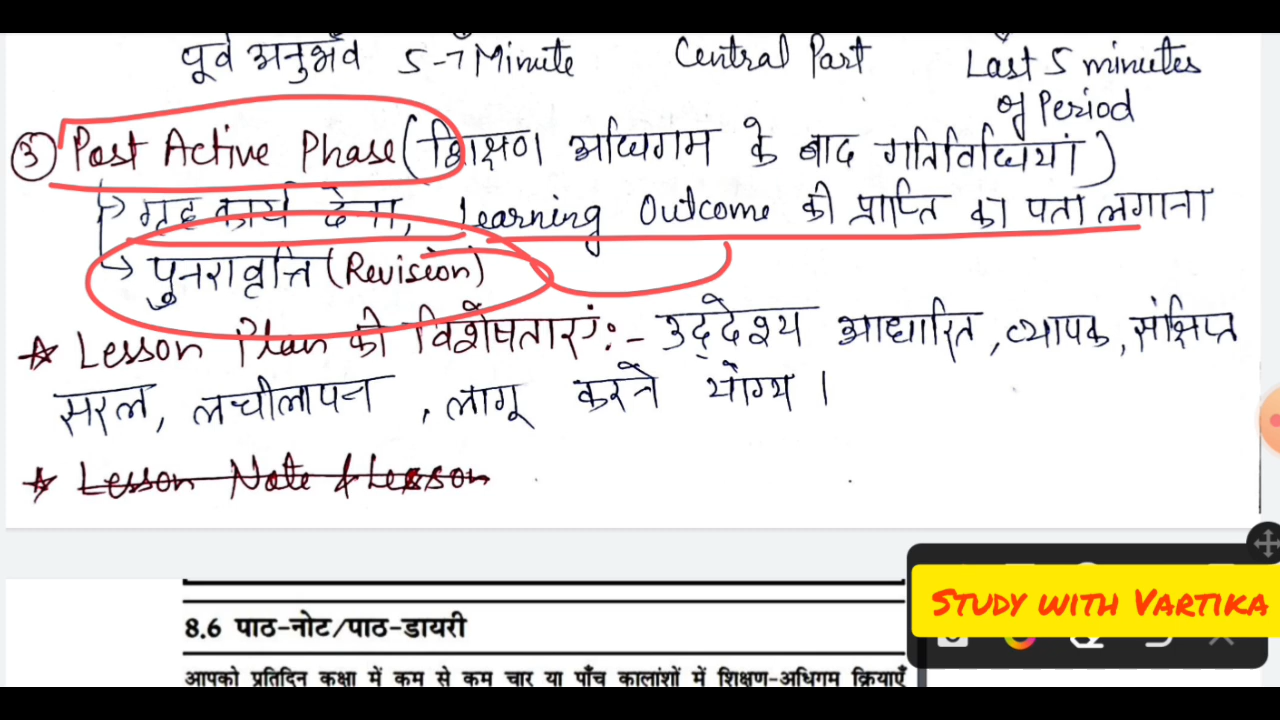 पूर्व अनुभव 5-7 Minute Central Part Last 5 minutes
of Period
③ Post Active Phase (शिक्षण अधिगम के बाद गतिविधियां)
→ गृह कार्य देना, Learning Outcome की प्राप्ति का पता लगाना
→ पुनरावृत्ति (Revision)
★ Lesson Plan की विशेषताएं:- उद्देश्य आधारित, व्यापक, संक्षिप्त
सरल, लचीलापन, लागू करने योग्य।
★ Lesson Note & Lesson
8.6 पाठ-नोट/पाठ-डायरी
आपको प्रतिदिन कक्षा में कम से कम चार या पाँच कालांशों में शिक्षण-अधिगम क्रियाएँ
STUDY WITH VARTIKA